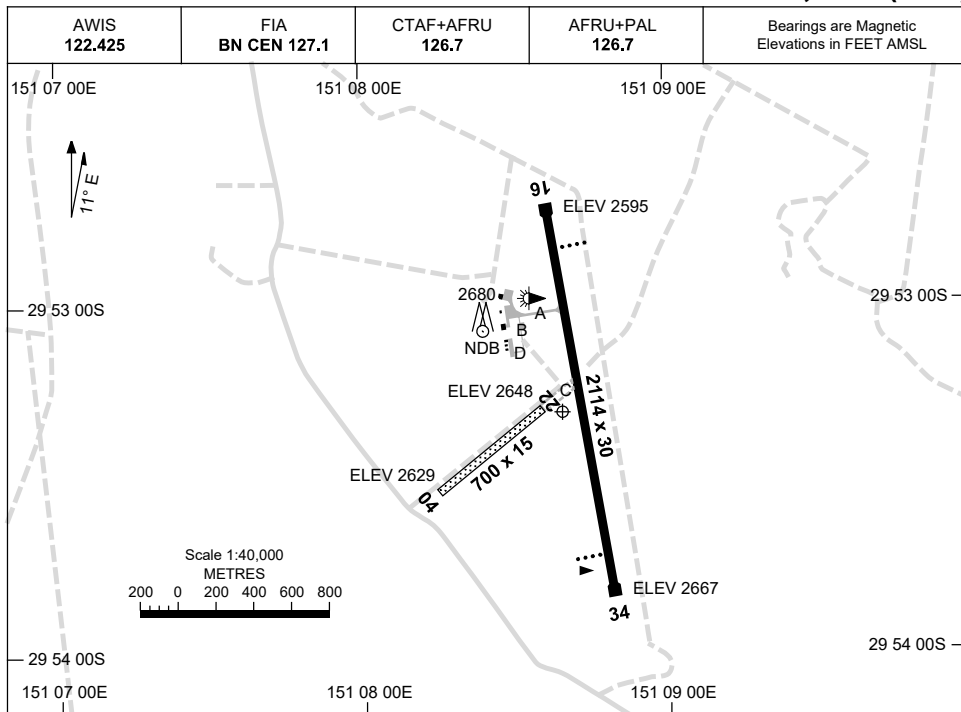 AWIS
122.425
FIA
BN CEN 127.1
CTAF+AFRU
126.7
AFRU+PAL
126.7
Bearings are Magnetic
Elevations in FEET AMSL
151 07 00E
151 08 00E
151 09 00E
11° E
16
ELEV 2595
29 53 00S
2680
A
29 53 00S
B
NDB
D
ELEV 2648
C
22
2114 x 30
ELEV 2629
700 x 15
04
Scale 1:40,000
METRES
200 0 200 400 600 800
ELEV 2667
34
29 54 00S
29 54 00S
151 07 00E
151 08 00E
151 09 00E